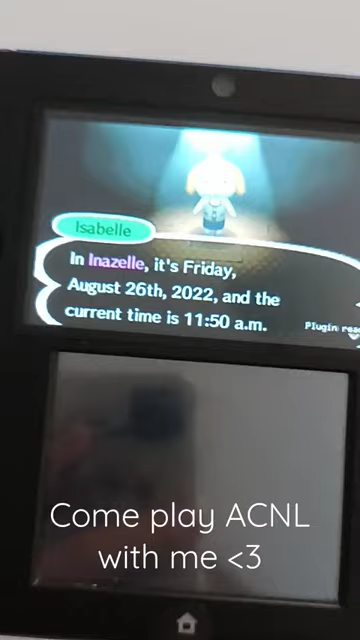 Isabelle
In Inazelle, it's Friday,
August 26th, 2022, and the
current time is 11:50 a.m.
Plugin
Come play ACNL
with me <3